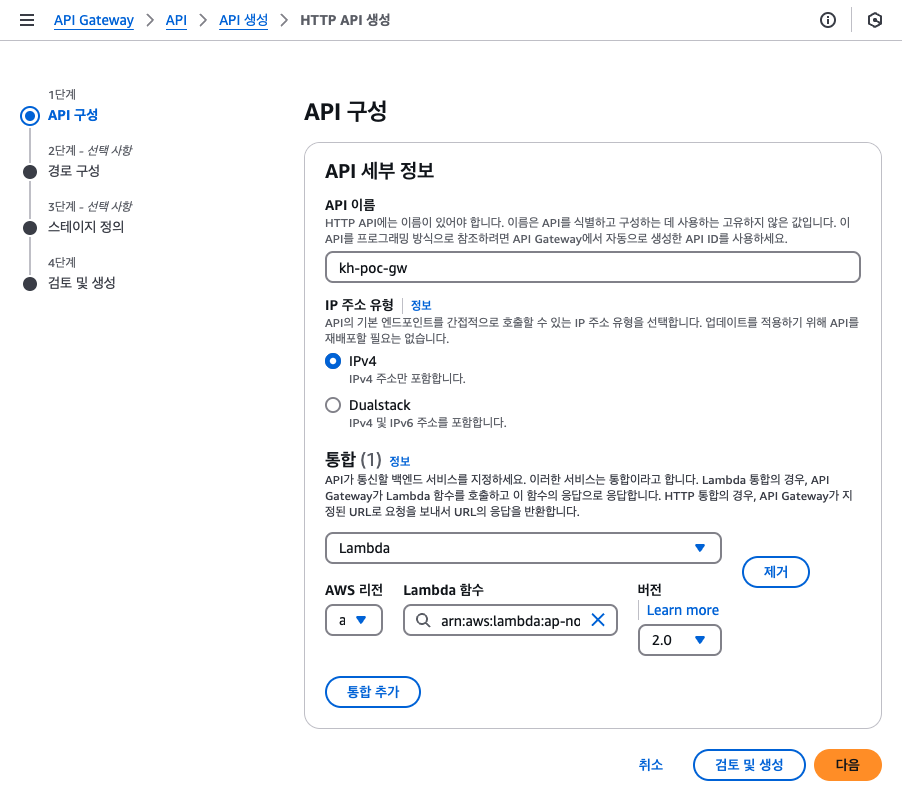 API Gateway > API > API 생성 > HTTP API 생성
1단계
API 구성
2단계 - 선택 사항
경로 구성
3단계 - 선택 사항
스테이지 정의
4단계
검토 및 생성
API 구성
API 세부 정보
API 이름
HTTP API에는 이름이 있어야 합니다. 이름은 API를 식별하고 구성하는 데 사용하는 고유하지 않은 값입니다. 이
API를 프로그래밍 방식으로 참조하려면 API Gateway에서 자동으로 생성한 API ID를 사용하세요.
kh-poc-gw
IP 주소 유형 정보
API의 기본 엔드포인트를 간접적으로 호출할 수 있는 IP 주소 유형을 선택합니다. 업데이트를 적용하기 위해 API를
재배포할 필요는 없습니다.
IPv4
IPv4 주소만 포함합니다.
Dualstack
IPv4 및 IPv6 주소를 포함합니다.
통합 (1) 정보
API가 통신할 백엔드 서비스를 지정하세요. 이러한 서비스는 통합이라고 합니다. Lambda 통합의 경우, API
Gateway가 Lambda 함수를 호출하고 이 함수의 응답으로 응답합니다. HTTP 통합의 경우, API Gateway가 지
정된 URL로 요청을 보내서 URL의 응답을 반환합니다.
Lambda
제거
AWS 리전
a
Lambda 함수
arn:aws:lambda:ap-no
버전
Learn more
2.0
통합 추가
취소
검토 및 생성
다음